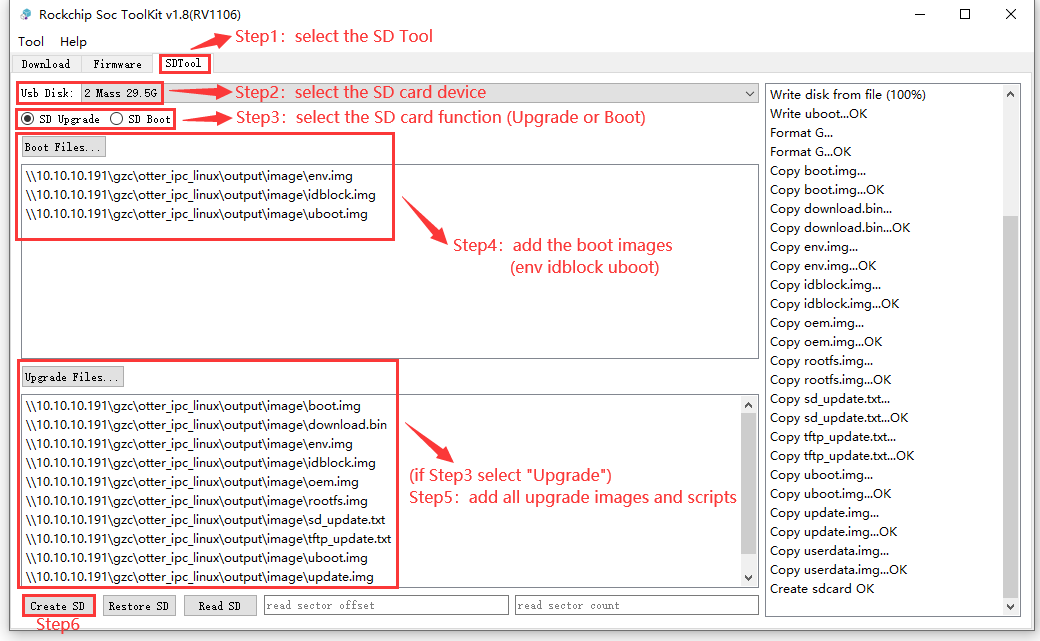 Rockchip Soc ToolKit v1.8(RV1106)
Tool Help
Step1: select the SD Tool
Download Firmware SDTool
Usb Disk: 2 Mass 29.5G
Step2: select the SD card device
SD Upgrade SD Boot
Step3: select the SD card function (Upgrade or Boot)
Boot Files...
\\10.10.10.191\gzc\otter_ipc_linux\output\image\env.img
\\10.10.10.191\gzc\otter_ipc_linux\output\image\idblock.img
\\10.10.10.191\gzc\otter_ipc_linux\output\image\uboot.img
Step4: add the boot images
(env idblock uboot)
Upgrade Files...
\\10.10.10.191\gzc\otter_ipc_linux\output\image\boot.img
\\10.10.10.191\gzc\otter_ipc_linux\output\image\download.bin
\\10.10.10.191\gzc\otter_ipc_linux\output\image\env.img
\\10.10.10.191\gzc\otter_ipc_linux\output\image\idblock.img
\\10.10.10.191\gzc\otter_ipc_linux\output\image\oem.img
\\10.10.10.191\gzc\otter_ipc_linux\output\image\rootfs.img
\\10.10.10.191\gzc\otter_ipc_linux\output\image\sd_update.txt
\\10.10.10.191\gzc\otter_ipc_linux\output\image\tftp_update.txt
\\10.10.10.191\gzc\otter_ipc_linux\output\image\uboot.img
\\10.10.10.191\gzc\otter_ipc_linux\output\image\update.img
(if Step3 select "Upgrade")
Step5: add all upgrade images and scripts
Create SD Restore SD Read SD read sector offset read sector count
Step6
Write disk from file (100%)
Write uboot...OK
Format G...
Format G...OK
Copy boot.img...
Copy boot.img...OK
Copy download.bin...
Copy download.bin...OK
Copy env.img...
Copy env.img...OK
Copy idblock.img...
Copy idblock.img...OK
Copy oem.img...
Copy oem.img...OK
Copy rootfs.img...
Copy rootfs.img...OK
Copy sd_update.txt...
Copy sd_update.txt...OK
Copy tftp_update.txt...
Copy tftp_update.txt...OK
Copy uboot.img...
Copy uboot.img...OK
Copy update.img...
Copy update.img...OK
Copy userdata.img...
Copy userdata.img...OK
Create sdcard OK